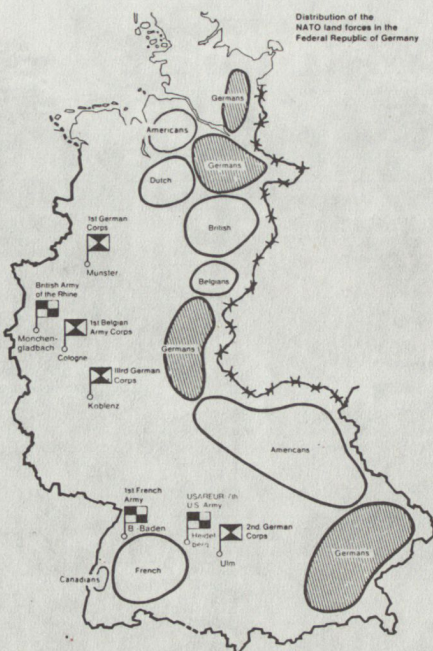 Distribution of the
NATO land forces in the
Federal Republic of Germany
Germans
Americans
Germans
Dutch
British
1st German
Corps
Munster
Belgians
British Army
of the Rhine
Monchen-
gladbach
1st Belgian
Army Corps
Cologne
Germans
IIIrd German
Corps
Koblenz
Americans
1st French
Army
B.-Baden
USAREUR/7th
U.S. Army
Heidel
berg
2nd. German
Corps
Ulm
Germans
Canadians
French